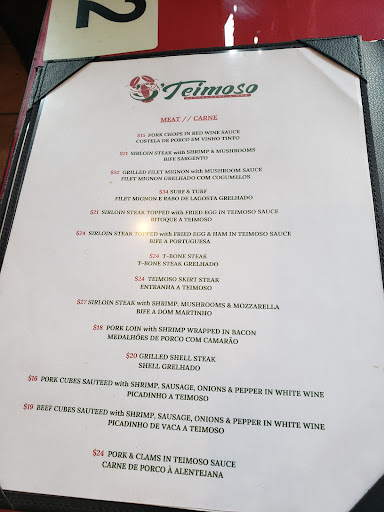 2
Teimoso
MEAT // CARNE
$15 PORK CHOPS IN RED WINE SAUCE
COSTELA DE PORCO EM VINHO TINTO
$27 SIRLOIN STEAK with SHRIMP & MUSHROOMS
BIFE SARGENTO
$32 GRILLED FILET MIGNON with MUSHROOM SAUCE
FILET MIGNON GRELHADO COM COGUMELOS
$34 SURF & TURF
FILET MIGNON E RABO DE LAGOSTA GRELHADO
$21 SIRLOIN STEAK TOPPED with FRIED EGG IN TEIMOSO SAUCE
BITOQUE A TEIMOSO
$24 SIRLOIN STEAK TOPPED with FRIED EGG & HAM IN TEIMOSO SAUCE
BIFE A PORTUGUESA
$24 T-BONE STEAK
T-BONE STEAK GRELHADO
$24 TEIMOSO SKIRT STEAK
ENTRANHA A TEIMOSO
$27 SIRLOIN STEAK with SHRIMP, MUSHROOMS & MOZZARELLA
BIFE A DOM MARTINHO
$18 PORK LOIN with SHRIMP WRAPPED IN BACON
MEDALHÕES DE PORCO COM CAMARÃO
$20 GRILLED SHELL STEAK
SHELL GRELHADO
$16 PORK CUBES SAUTEED with SHRIMP, SAUSAGE, ONIONS & PEPPER IN WHITE WINE
PICADINHO A TEIMOSO
$19 BEEF CUBES SAUTEED with SHRIMP, SAUSAGE, ONIONS & PEPPER IN WHITE WINE
PICADINHO DE VACA A TEIMOSO
$24 PORK & CLAMS IN TEIMOSO SAUCE
CARNE DE PORCO À ALENTEJANA